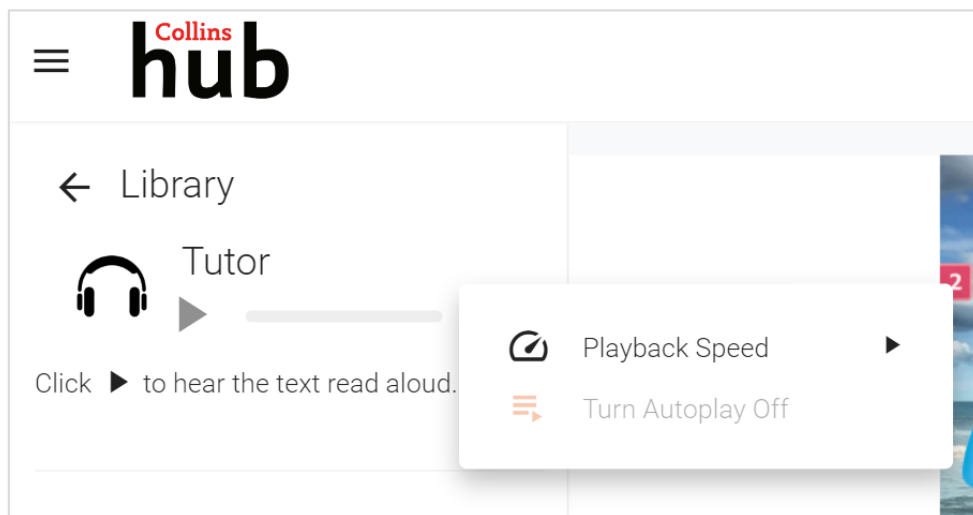 Collins
hub
Library
Tutor
Click ▶ to hear the text read aloud.
Playback Speed
Turn Autoplay Off
2